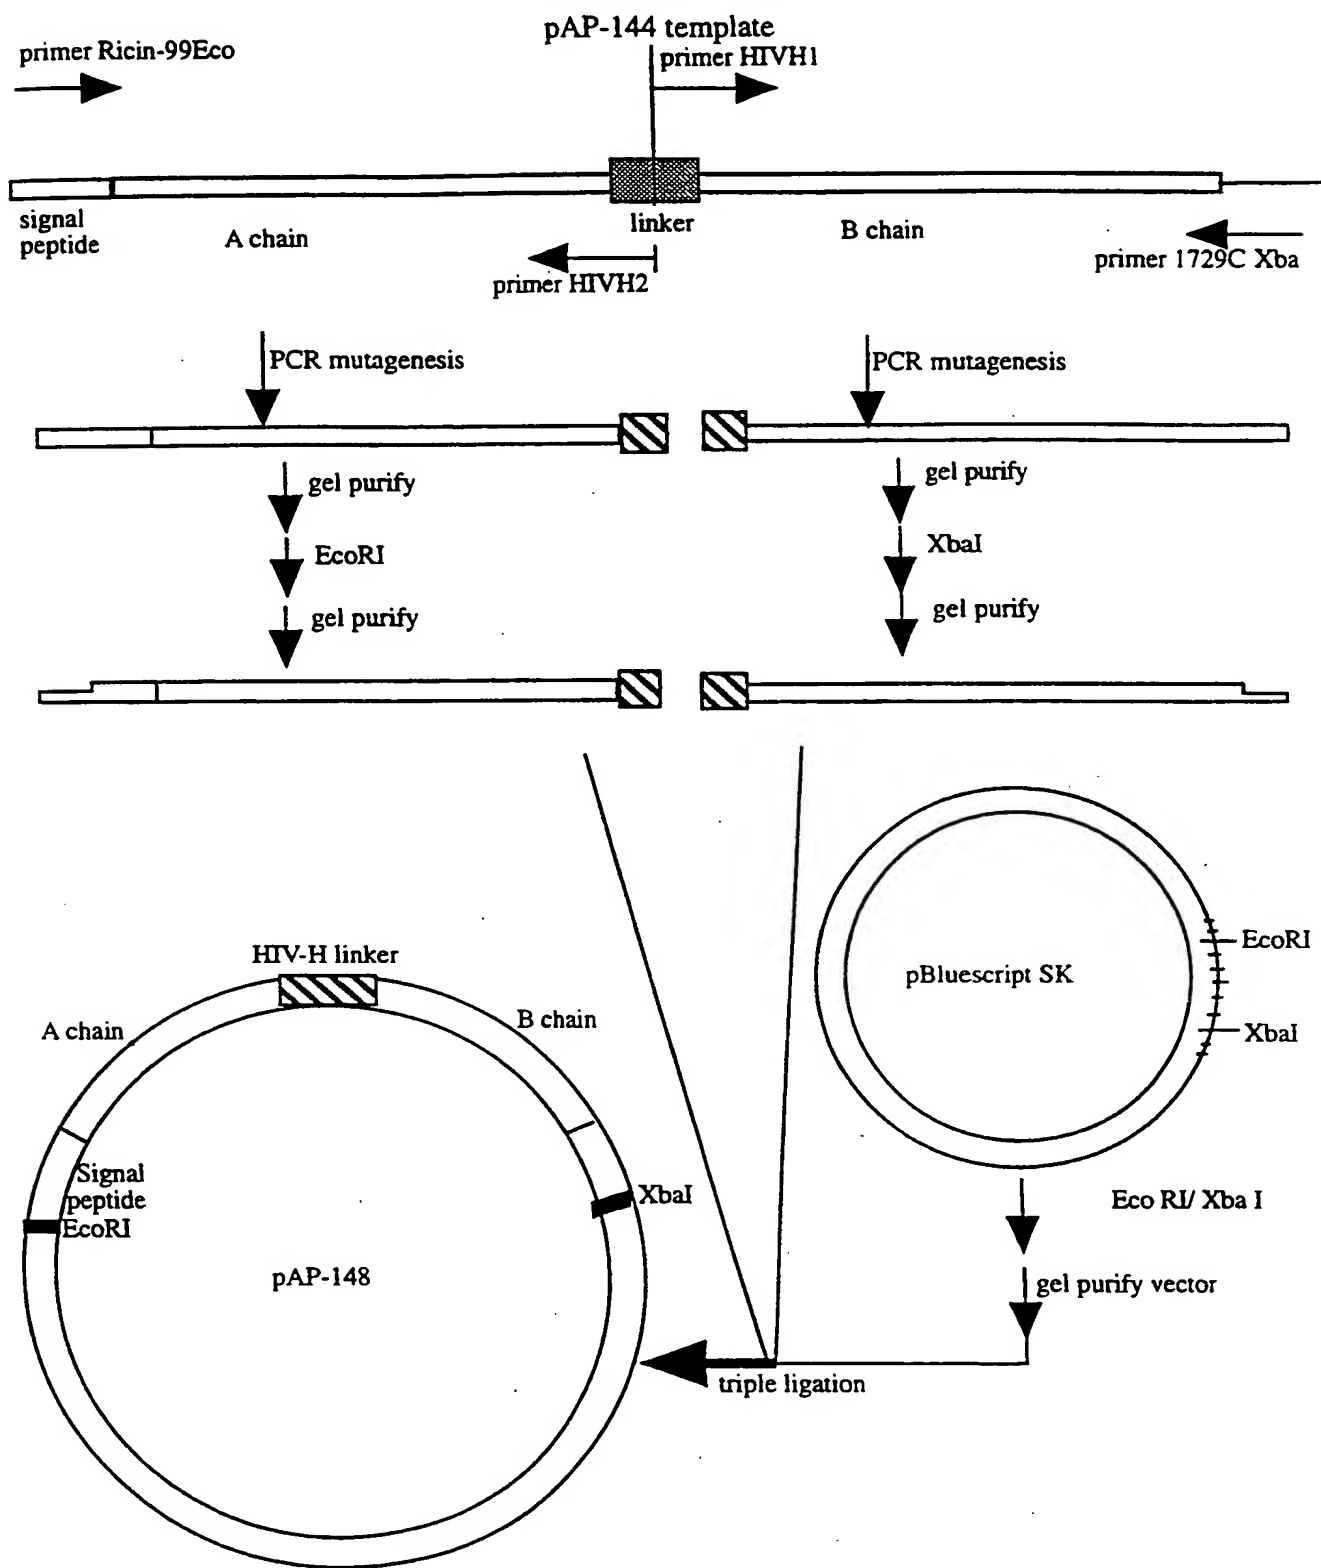 pAP-144 template
primer Ricin-99Eco
primer HIVH1
signal
peptide
A chain
linker
B chain
primer HIVH2
primer 1729C Xba
PCR mutagenesis
PCR mutagenesis
gel purify
gel purify
EcoRI
XbaI
gel purify
gel purify
HIV-H linker
A chain
B chain
pBluescript SK
EcoRI
XbaI
Signal
peptide
EcoRI
XbaI
Eco RI/ Xba I
pAP-148
gel purify vector
triple ligation